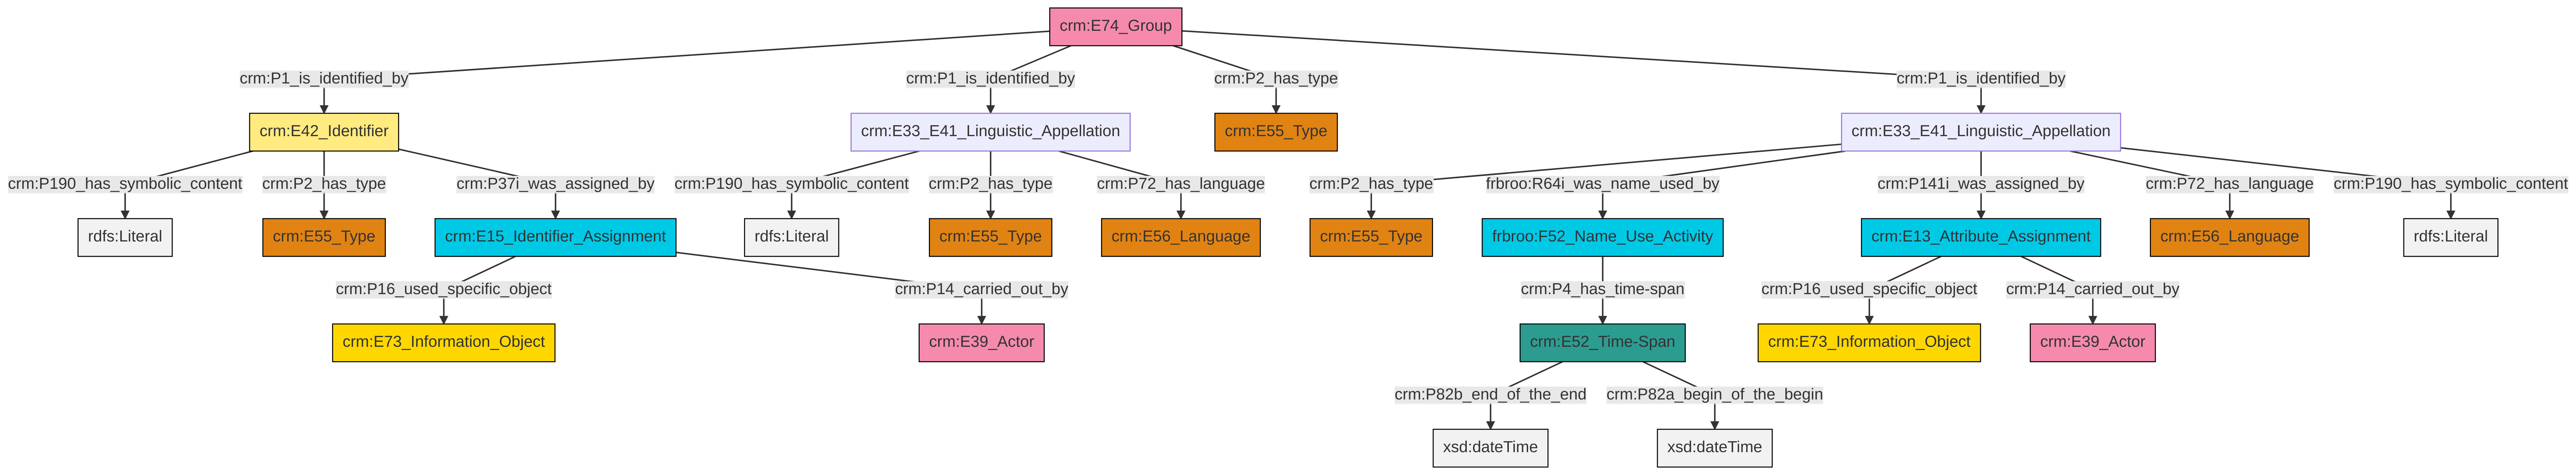 crm:E74_Group
crm:P1_is_identified_by
crm:P1_is_identified_by
crm:P2_has_type
crm:P1_is_identified_by
crm:E42_Identifier
crm:E33_E41_Linguistic_Appellation
crm:E55_Type
crm:E33_E41_Linguistic_Appellation
crm:P190_has_symbolic_content
crm:P2_has_type
crm:P37i_was_assigned_by
crm:P190_has_symbolic_content
crm:P2_has_type
crm:P72_has_language
crm:P2_has_type
frbroo:R64i_was_name_used_by
crm:P141i_was_assigned_by
crm:P72_has_language
crm:P190_has_symbolic_content
rdfs:Literal
crm:E55_Type
crm:E15_Identifier_Assignment
rdfs:Literal
crm:E55_Type
crm:E56_Language
crm:E55_Type
frbroo:F52_Name_Use_Activity
crm:E13_Attribute_Assignment
crm:E56_Language
rdfs:Literal
crm:P16_used_specific_object
crm:P14_carried_out_by
crm:P4_has_time-span
crm:P16_used_specific_object
crm:P14_carried_out_by
crm:E73_Information_Object
crm:E39_Actor
crm:E52_Time-Span
crm:E73_Information_Object
crm:E39_Actor
crm:P82b_end_of_the_end
crm:P82a_begin_of_the_begin
xsd:dateTime
xsd:dateTime